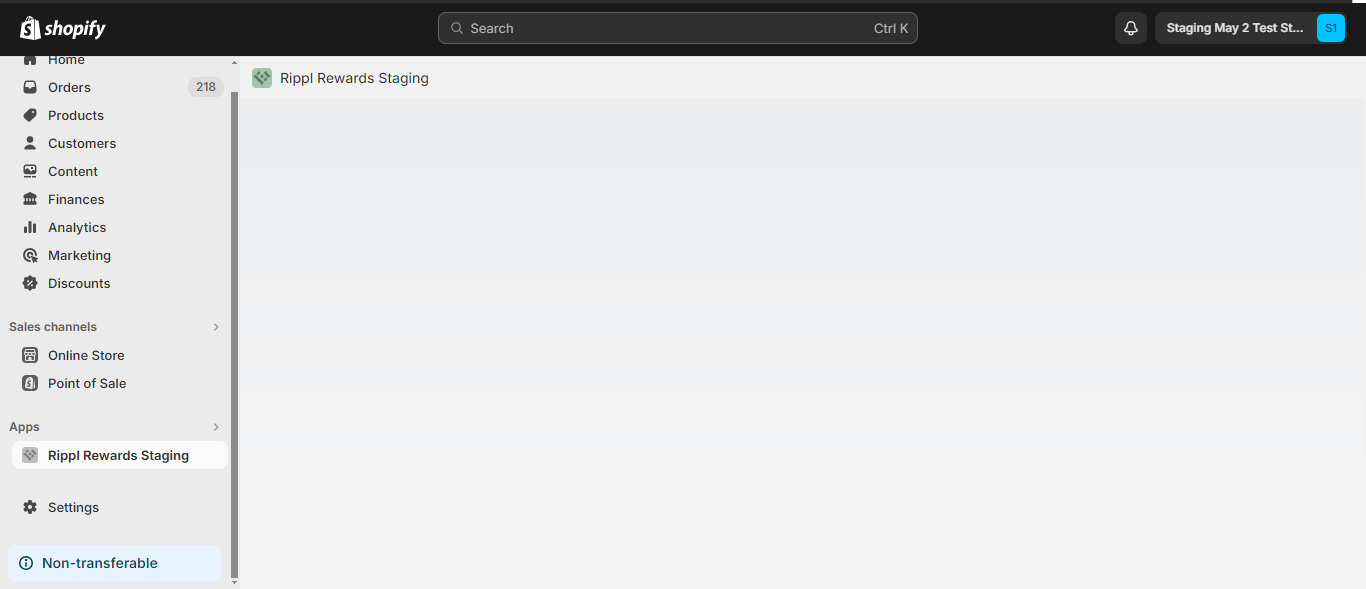 shopify
Search
Ctrl K
Staging May 2 Test St...
S1
Home
Orders
218
Products
Customers
Content
Finances
Analytics
Marketing
Discounts
Sales channels
Online Store
Point of Sale
Apps
Rippl Rewards Staging
Settings
Non-transferable
Rippl Rewards Staging